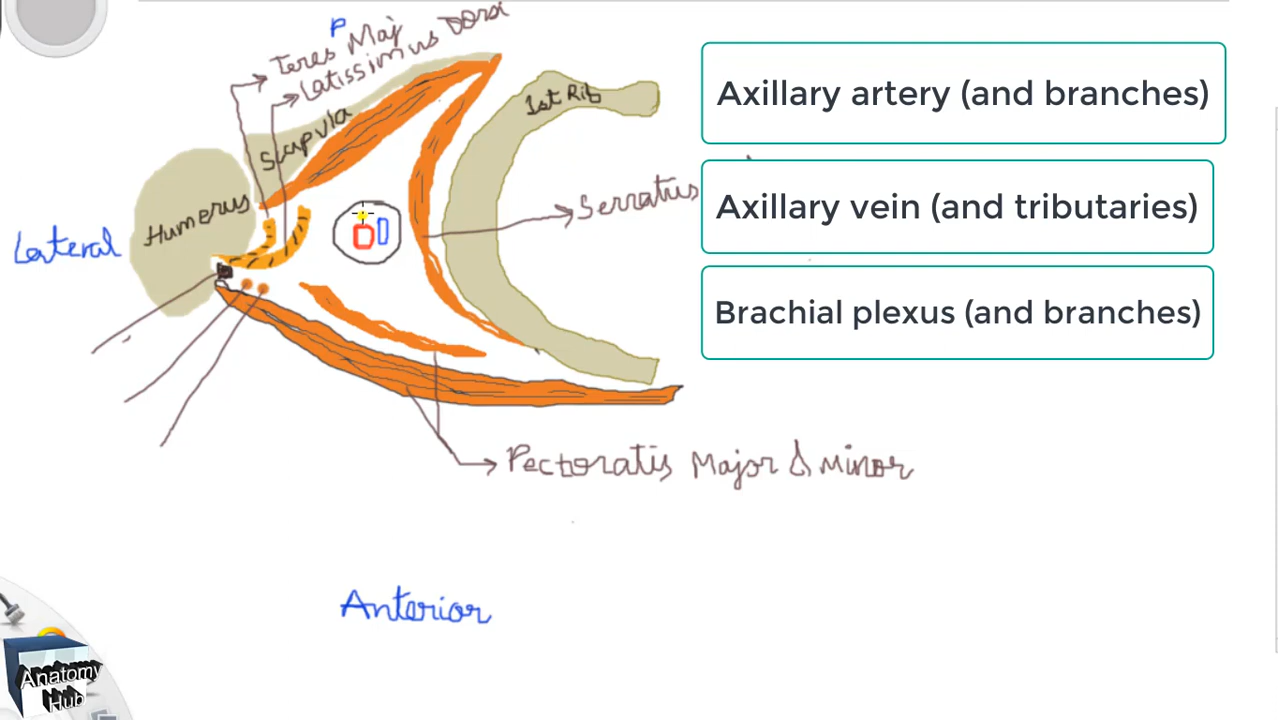 P
Teres Maj
Latissimus Dorsi
Scapula
1st Rib
Humerus
Lateral
Serratus
Pectoralis Major & Minor
Anterior
Axillary artery (and branches)
Axillary vein (and tributaries)
Brachial plexus (and branches)
Anatomy
Hub